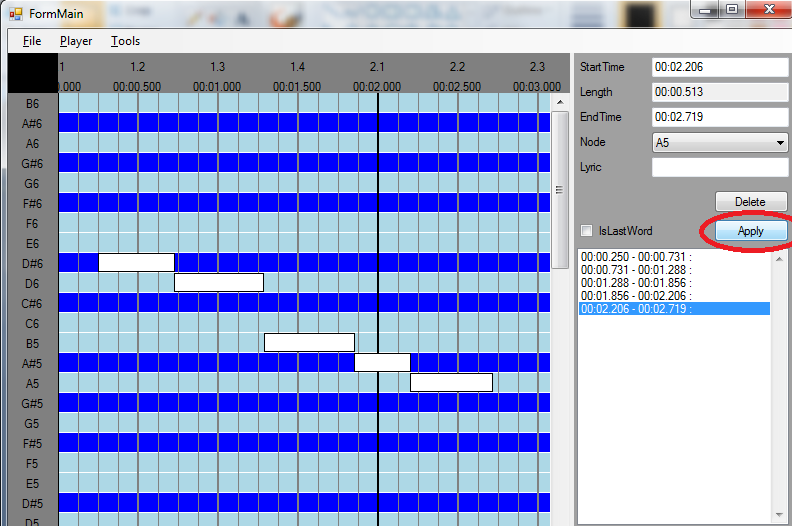 FormMain
File Player Tools
1 1.2 1.3 1.4 2.1 2.2 2.3
0.000 00:00.500 00:01.000 00:01.500 00:02.000 00:02.500 00:03.000
B6
A#6
A6
G#6
G6
F#6
F6
E6
D#6
D6
C#6
C6
B5
A#5
A5
G#5
G5
F#5
F5
E5
D#5
D5
StartTime 00:02.206
Length 00:00.513
EndTime 00:02.719
Node A5
Lyric
Delete
IsLastWord Apply
00:00.250 - 00:00.731 :
00:00.731 - 00:01.288 :
00:01.288 - 00:01.856 :
00:01.856 - 00:02.206 :
00:02.206 - 00:02.719 :